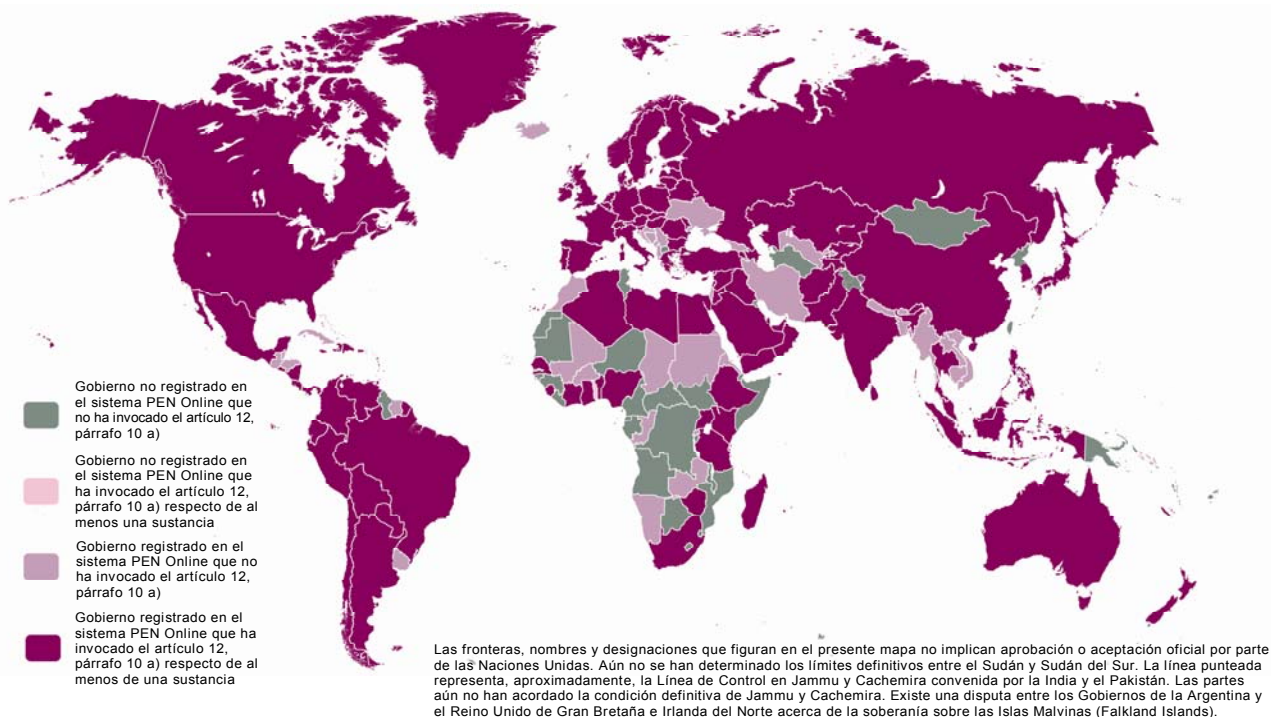 Gobierno no registrado en
el sistema PEN Online que
no ha invocado el artículo 12,
párrafo 10 a)
Gobierno no registrado en
el sistema PEN Online que
ha invocado el artículo 12,
párrafo 10 a) respecto de al
menos una sustancia
Gobierno registrado en el
sistema PEN Online que no
ha invocado el artículo 12,
párrafo 10 a)
Gobierno registrado en el
sistema PEN Online que ha
invocado el artículo 12,
párrafo 10 a) respecto de al
menos de una sustancia
Las fronteras, nombres y designaciones que figuran en el presente mapa no implican aprobación o aceptación oficial por parte
de las Naciones Unidas. Aún no se han determinado los límites definitivos entre el Sudán y Sudán del Sur. La línea punteada
representa, aproximadamente, la Línea de Control en Jammu y Cachemira convenida por la India y el Pakistán. Las partes
aún no han acordado la condición definitiva de Jammu y Cachemira. Existe una disputa entre los Gobiernos de la Argentina y
el Reino Unido de Gran Bretaña e Irlanda del Norte acerca de la soberanía sobre las Islas Malvinas (Falkland Islands).